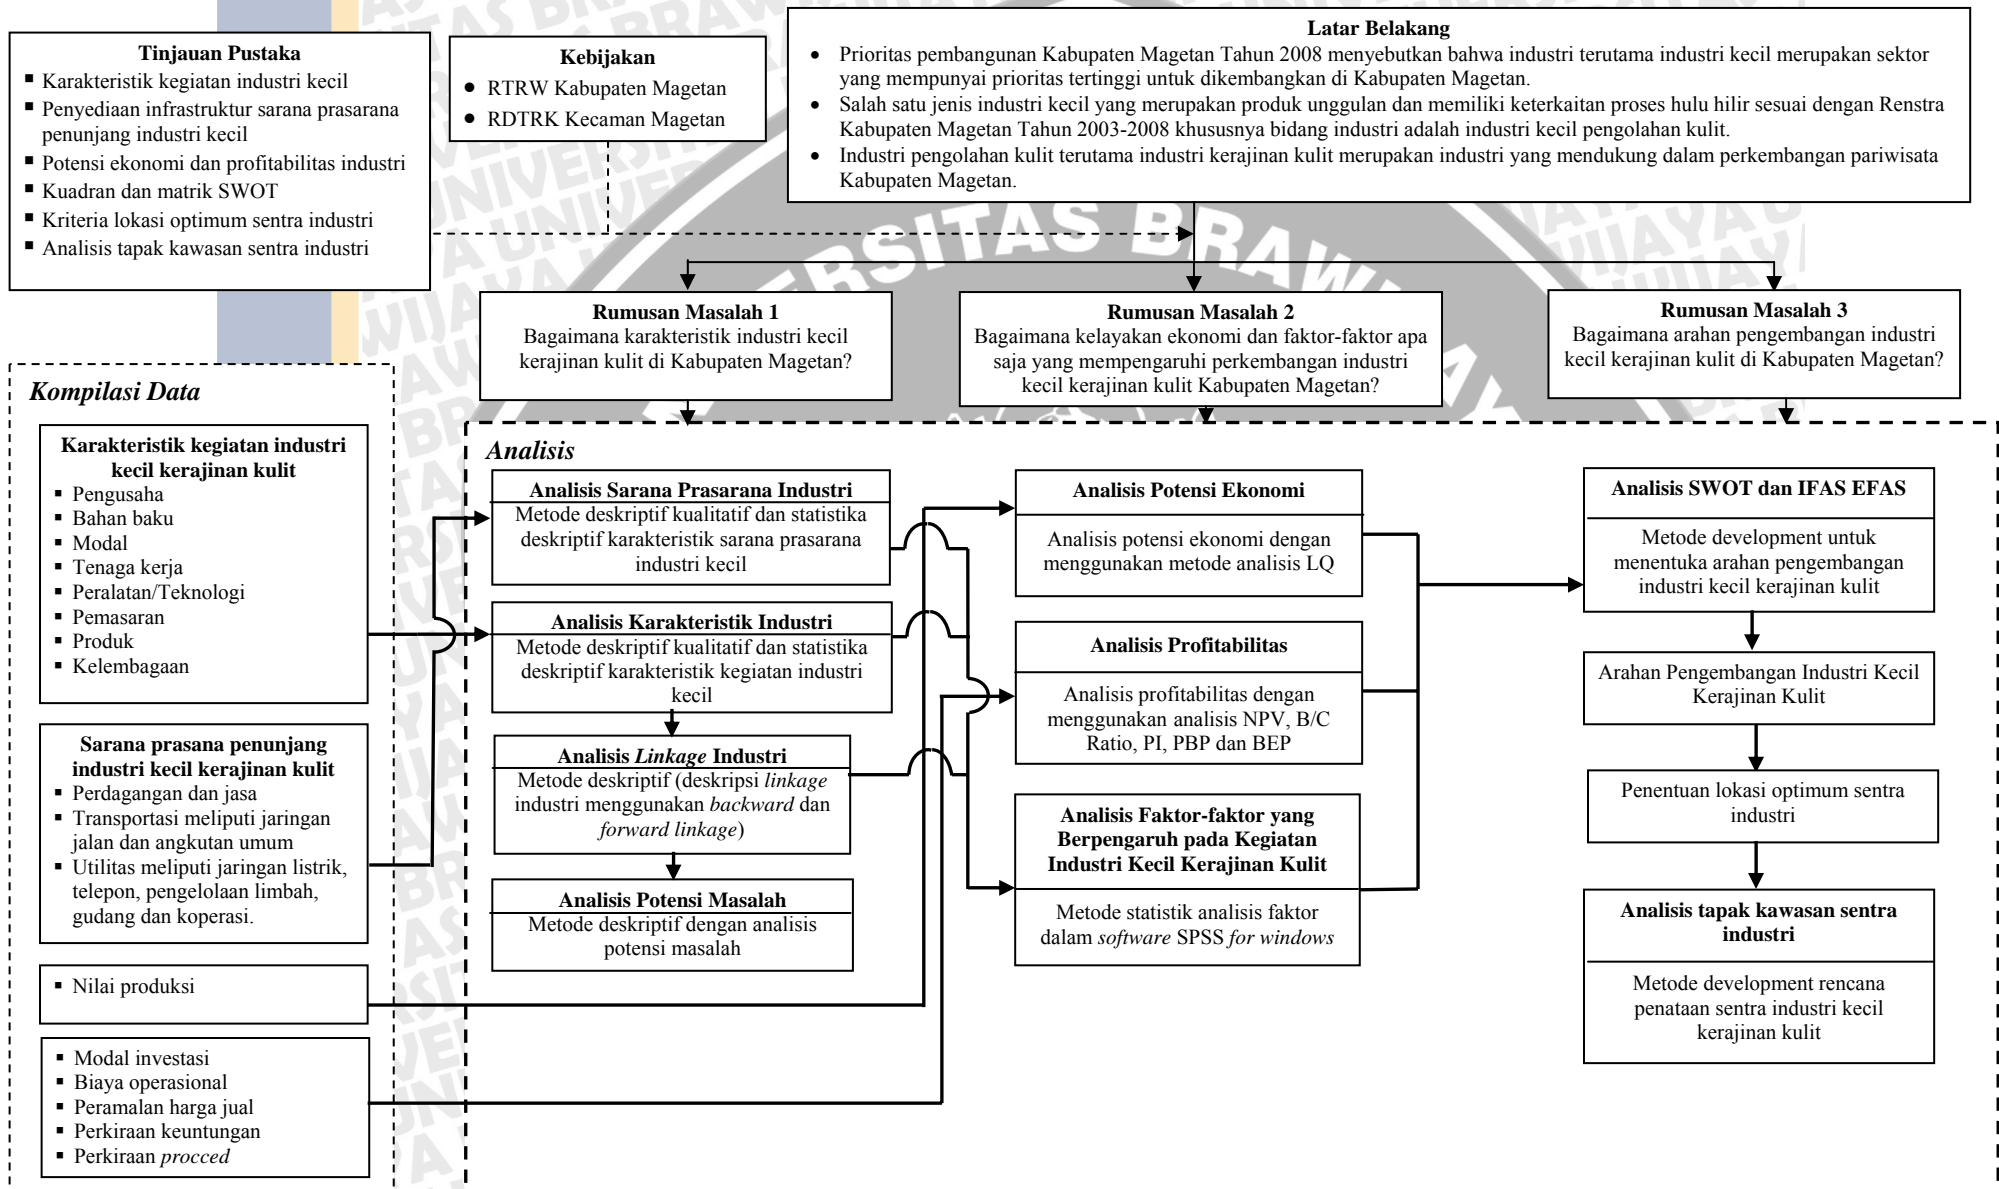 Tinjauan Pustaka
▪ Karakteristik kegiatan industri kecil
▪ Penyediaan infrastruktur sarana prasarana
penunjang industri kecil
▪ Potensi ekonomi dan profitabilitas industri
▪ Kuadran dan matrik SWOT
▪ Kriteria lokasi optimum sentra industri
▪ Analisis tapak kawasan sentra industri
Kebijakan
• RTRW Kabupaten Magetan
• RDTRK Kecaman Magetan
Latar Belakang
• Prioritas pembangunan Kabupaten Magetan Tahun 2008 menyebutkan bahwa industri terutama industri kecil merupakan sektor
yang mempunyai prioritas tertinggi untuk dikembangkan di Kabupaten Magetan.
• Salah satu jenis industri kecil yang merupakan produk unggulan dan memiliki keterkaitan proses hulu hilir sesuai dengan Renstra
Kabupaten Magetan Tahun 2003-2008 khususnya bidang industri adalah industri kecil pengolahan kulit.
• Industri pengolahan kulit terutama industri kerajinan kulit merupakan industri yang mendukung dalam perkembangan pariwisata
Kabupaten Magetan.
Rumusan Masalah 1
Bagaimana karakteristik industri kecil
kerajinan kulit di Kabupaten Magetan?
Rumusan Masalah 2
Bagaimana kelayakan ekonomi dan faktor-faktor apa
saja yang mempengaruhi perkembangan industri
kecil kerajinan kulit Kabupaten Magetan?
Rumusan Masalah 3
Bagaimana arahan pengembangan industri
kecil kerajinan kulit di Kabupaten Magetan?
Kompilasi Data
Karakteristik kegiatan industri
kecil kerajinan kulit
▪ Pengusaha
▪ Bahan baku
▪ Modal
▪ Tenaga kerja
▪ Peralatan/Teknologi
▪ Pemasaran
▪ Produk
▪ Kelembagaan
Sarana prasana penunjang
industri kecil kerajinan kulit
▪ Perdagangan dan jasa
▪ Transportasi meliputi jaringan
jalan dan angkutan umum
▪ Utilitas meliputi jaringan listrik,
telepon, pengelolaan limbah,
gudang dan koperasi.
▪ Nilai produksi
▪ Modal investasi
▪ Biaya operasional
▪ Peramalan harga jual
▪ Perkiraan keuntungan
▪ Perkiraan procced
Analisis
Analisis Sarana Prasarana Industri
Metode deskriptif kualitatif dan statistika
deskriptif karakteristik sarana prasarana
industri kecil
Analisis Karakteristik Industri
Metode deskriptif kualitatif dan statistika
deskriptif karakteristik kegiatan industri
kecil
Analisis Linkage Industri
Metode deskriptif (deskripsi linkage
industri menggunakan backward dan
forward linkage)
Analisis Potensi Masalah
Metode deskriptif dengan analisis
potensi masalah
Analisis Potensi Ekonomi
Analisis potensi ekonomi dengan
menggunakan metode analisis LQ
Analisis Profitabilitas
Analisis profitabilitas dengan
menggunakan analisis NPV, B/C
Ratio, PI, PBP dan BEP
Analisis Faktor-faktor yang
Berpengaruh pada Kegiatan
Industri Kecil Kerajinan Kulit
Metode statistik analisis faktor
dalam software SPSS for windows
Analisis SWOT dan IFAS EFAS
Metode development untuk
menentuka arahan pengembangan
industri kecil kerajinan kulit
Arahan Pengembangan Industri Kecil
Kerajinan Kulit
Penentuan lokasi optimum sentra
industri
Analisis tapak kawasan sentra
industri
Metode development rencana
penataan sentra industri kecil
kerajinan kulit